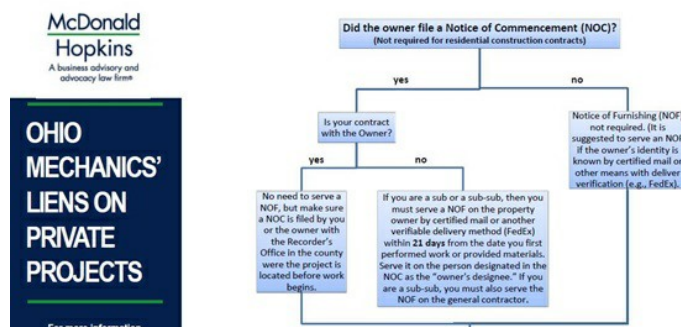 McDonald
Hopkins
A business advisory and
advocacy law firm®
OHIO
MECHANICS'
LIENS ON
PRIVATE
PROJECTS
For more information
Did the owner file a Notice of Commencement (NOC)?
(Not required for residential construction contracts)
yes
no
Is your contract
with the Owner?
Notice of Furnishing (NOF)
not required. (It is
suggested to serve an NOF
if the owner's identity is
known by certified mail or
other means with delivery
verification (e.g., FedEx).
yes
no
No need to serve a
NOF, but make sure
a NOC is filed by you
or the owner with
the Recorder's
Office in the county
were the project is
located before work
begins.
If you are a sub or a sub-sub, then you
must serve a NOF on the property
owner by certified mail or another
verifiable delivery method (FedEx)
within 21 days from the date you first
performed work or provided materials.
Serve it on the person designated in the
NOC as the "owner's designee." If you
are a sub-sub, you must also serve the
NOF on the general contractor.